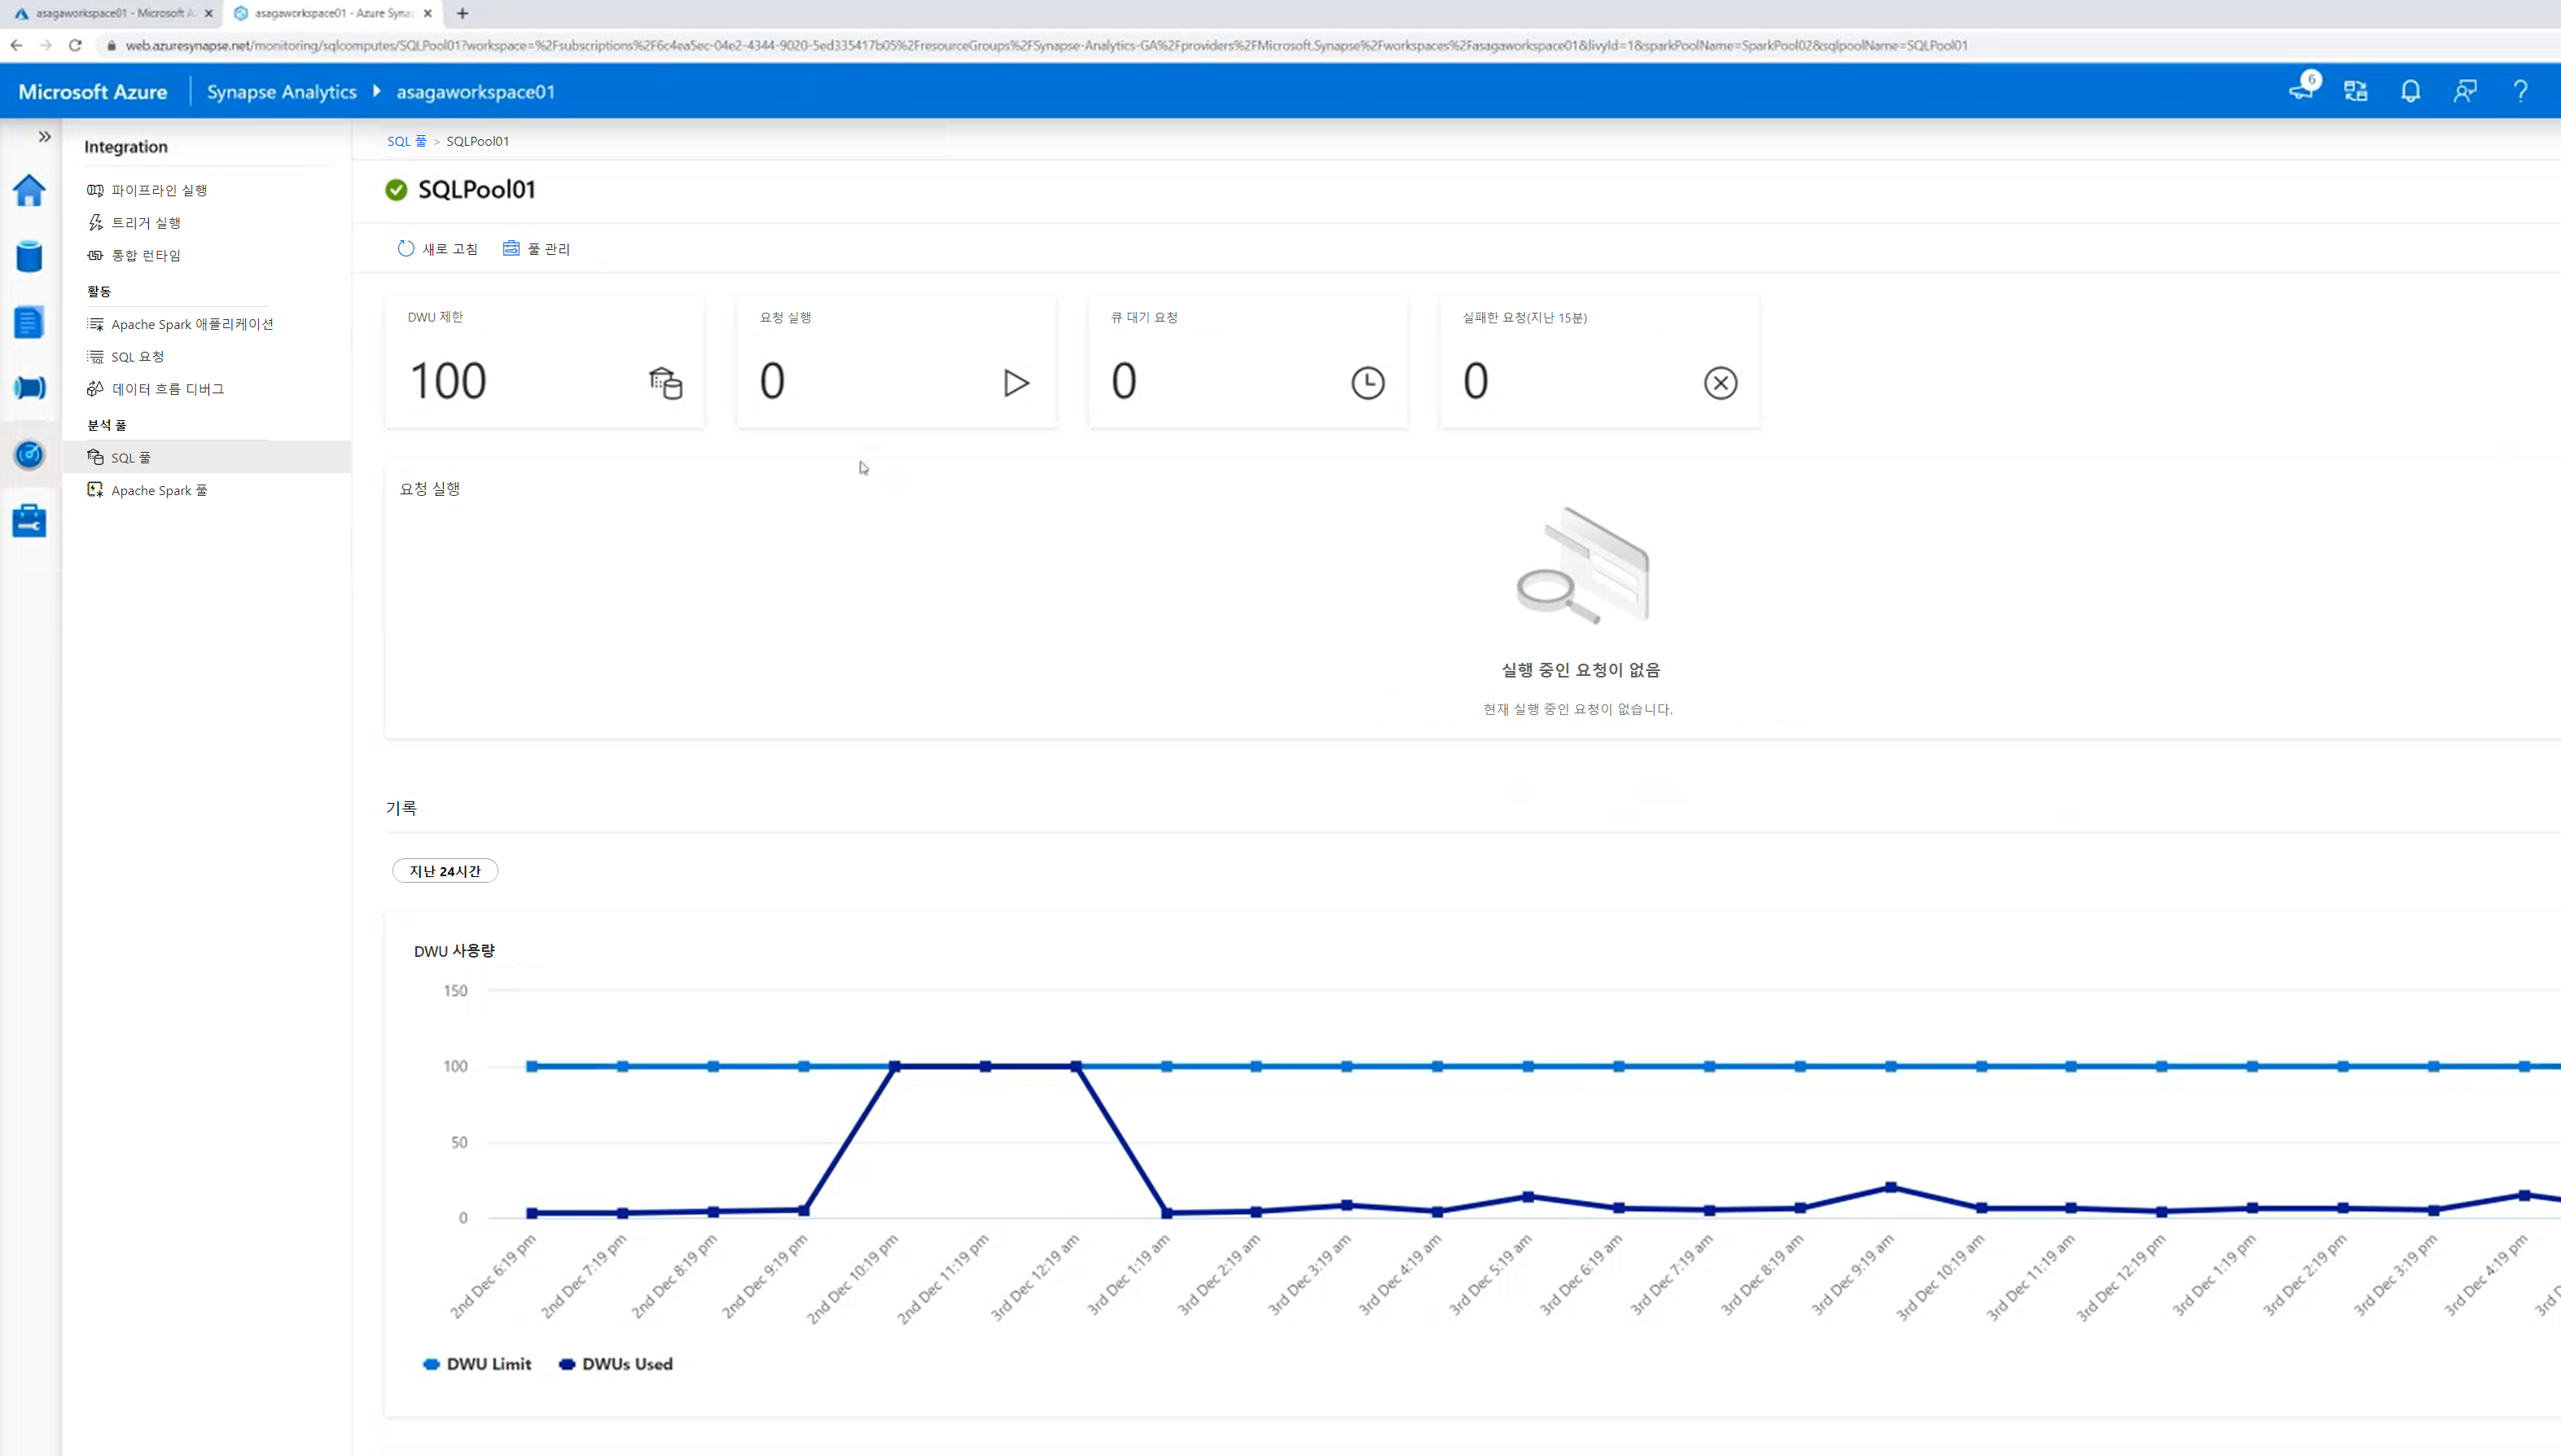 asagaworkspace01 - Microsoft A
asagaworkspace01 - Azure Syna
web.azuresynapse.net/monitoring/sqlcomputes/SQLPool01?workspace=%2Fsubscriptions%2F6c4ea5ec-04e2-4344-9020-5ed335417b05%2FresourceGroups%2FSynapse-Analytics-GA%2Fproviders%2FMicrosoft.Synapse%2Fworkspaces%2Fasagaworkspace01&livyId=1&sparkPoolName=SparkPool02&sqlpoolName=SQLPool01
Microsoft Azure
Synapse Analytics
asagaworkspace01
6
Integration
파이프라인 실행
트리거 실행
통합 런타임
활동
Apache Spark 애플리케이션
SQL 요청
데이터 흐름 디버그
분석 풀
SQL 풀
Apache Spark 풀
SQL 풀 > SQLPool01
SQLPool01
새로 고침
풀 관리
DWU 제한
100
요청 실행
0
큐 대기 요청
0
실패한 요청(지난 15분)
0
요청 실행
실행 중인 요청이 없음
현재 실행 중인 요청이 없습니다.
기록
지난 24시간
DWU 사용량
150
100
50
0
2nd Dec 6:19 pm
2nd Dec 7:19 pm
2nd Dec 8:19 pm
2nd Dec 9:19 pm
2nd Dec 10:19 pm
2nd Dec 11:19 pm
3rd Dec 12:19 am
3rd Dec 1:19 am
3rd Dec 2:19 am
3rd Dec 3:19 am
3rd Dec 4:19 am
3rd Dec 5:19 am
3rd Dec 6:19 am
3rd Dec 7:19 am
3rd Dec 8:19 am
3rd Dec 9:19 am
3rd Dec 10:19 am
3rd Dec 11:19 am
3rd Dec 12:19 pm
3rd Dec 1:19 pm
3rd Dec 2:19 pm
3rd Dec 3:19 pm
3rd Dec 4:19 pm
3rd D
DWU Limit
DWUs Used